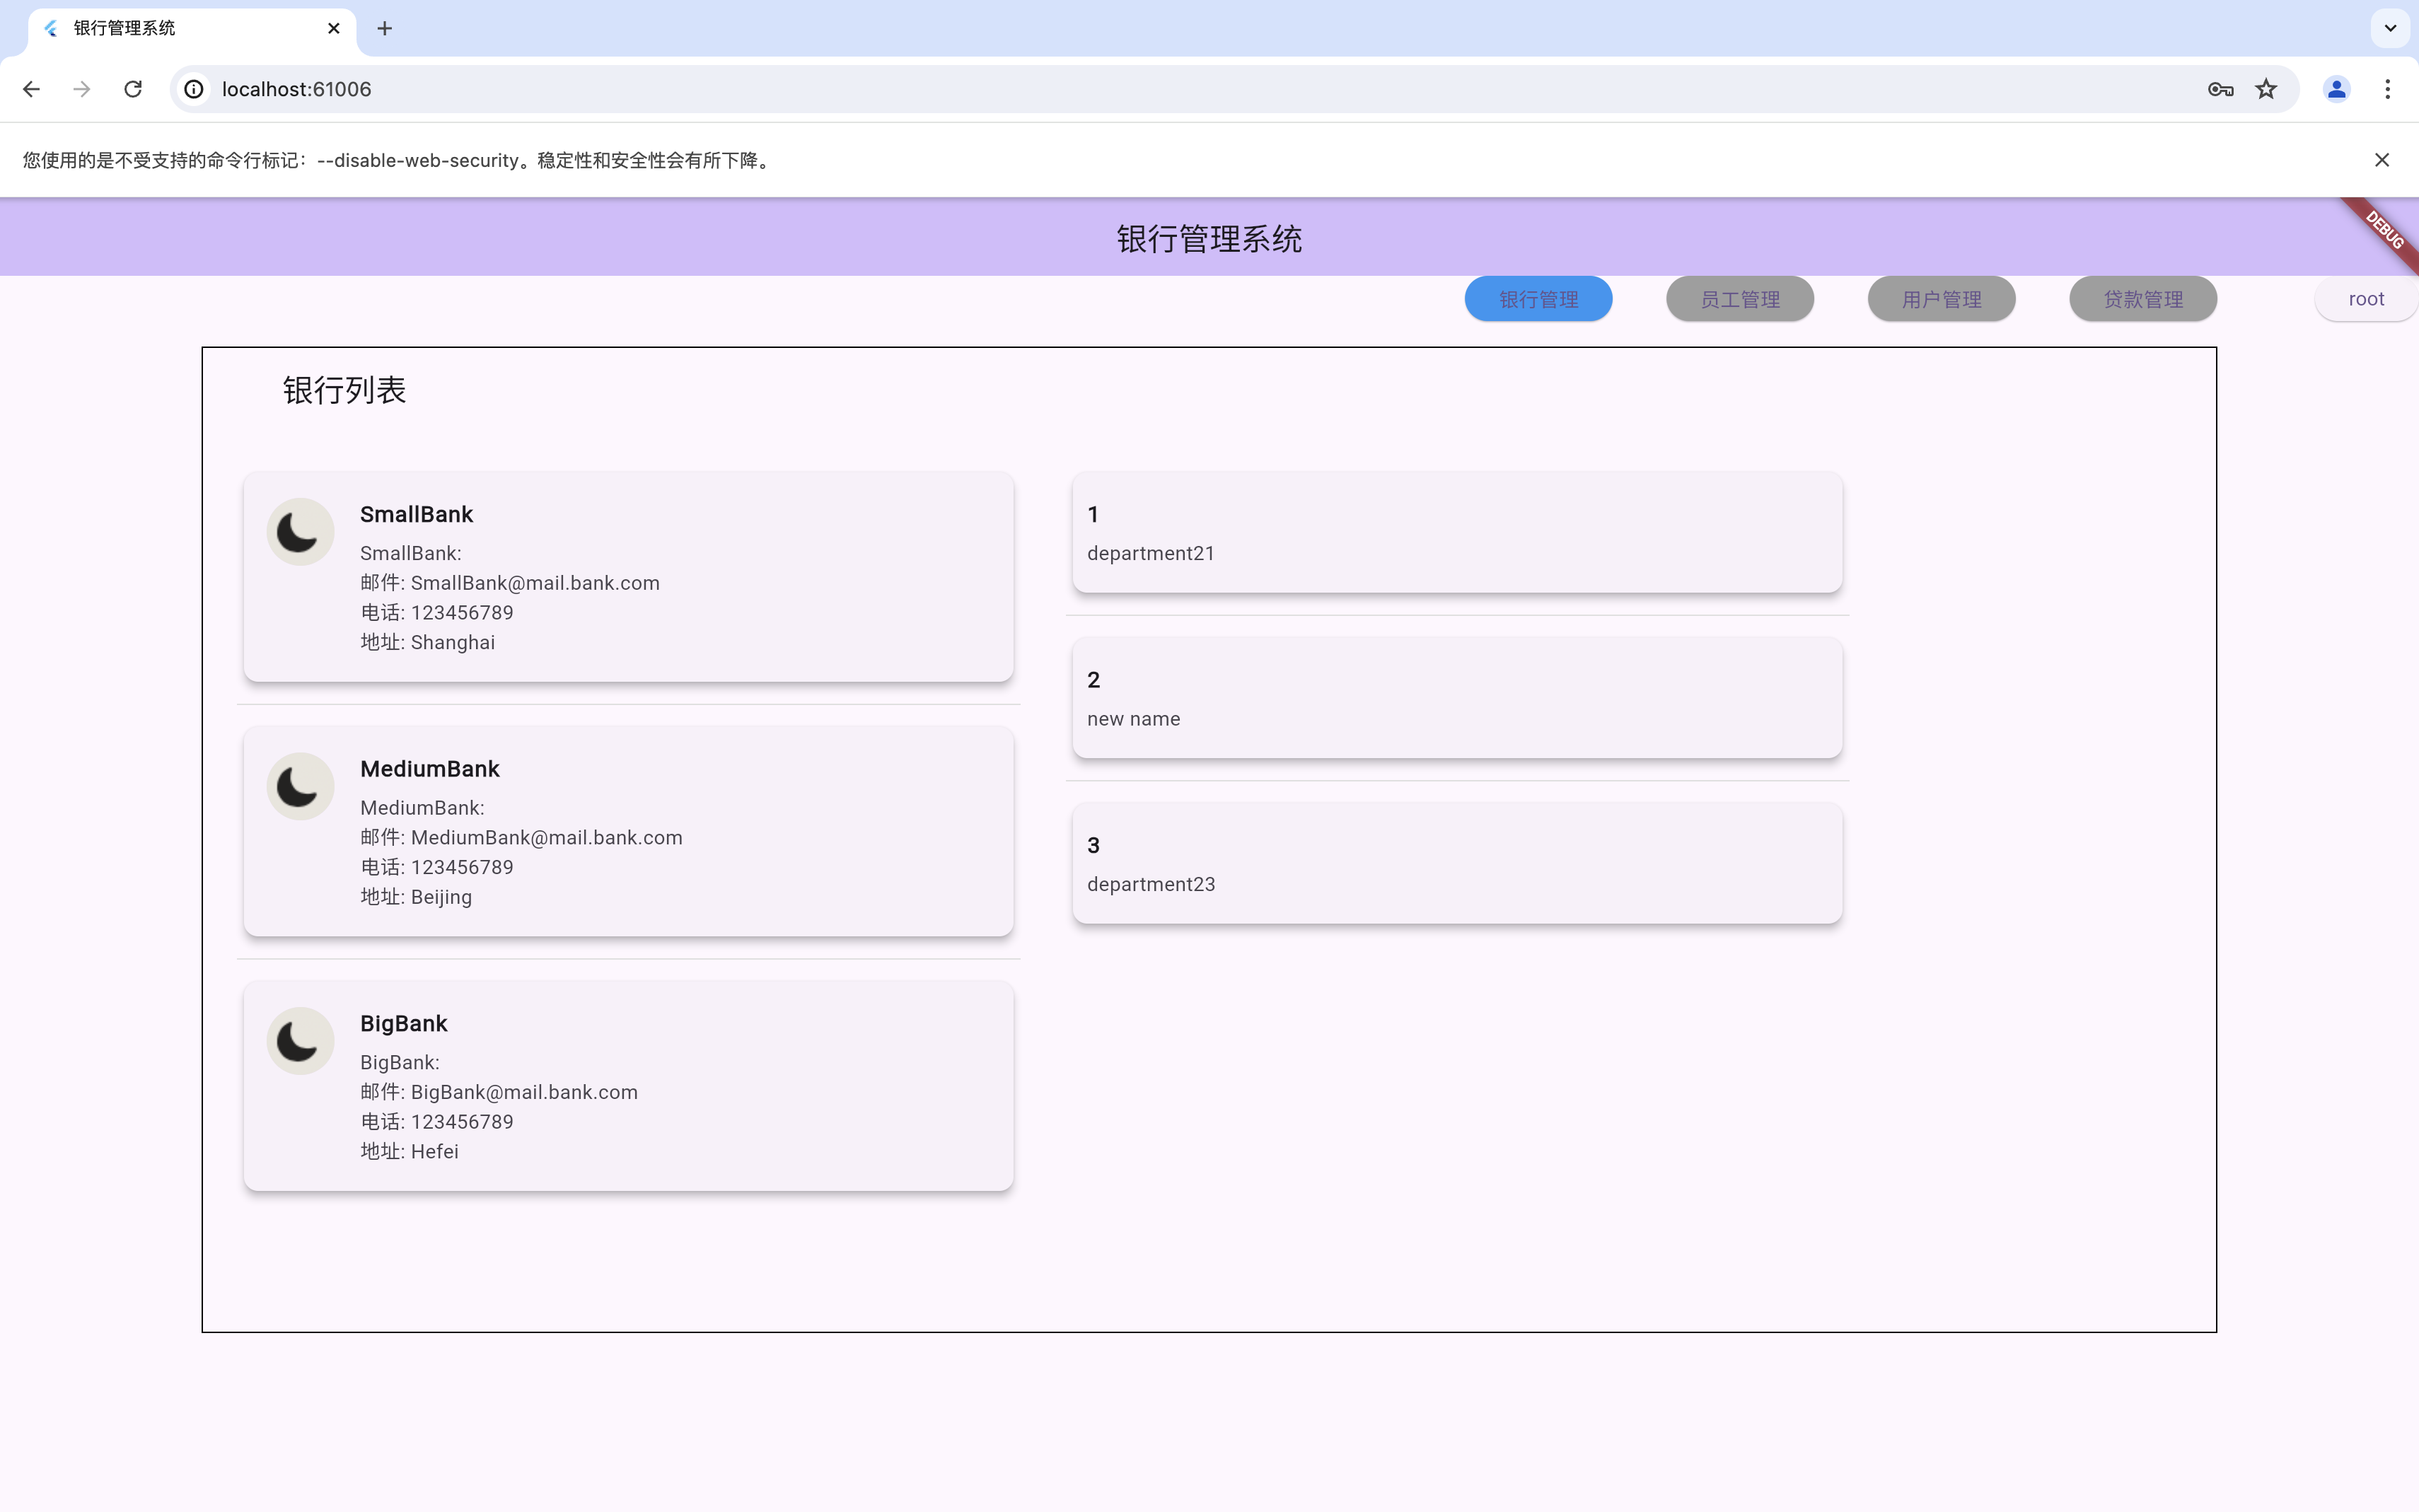 银行管理系统
localhost:61006
您使用的是不受支持的命令行标记：--disable-web-security。稳定性和安全性会有所下降。
银行管理系统
DEBUG
银行管理
员工管理
用户管理
贷款管理
root
银行列表
SmallBank
SmallBank:
邮件: SmallBank@mail.bank.com
电话: 123456789
地址: Shanghai
MediumBank
MediumBank:
邮件: MediumBank@mail.bank.com
电话: 123456789
地址: Beijing
BigBank
BigBank:
邮件: BigBank@mail.bank.com
电话: 123456789
地址: Hefei
1
department21
2
new name
3
department23